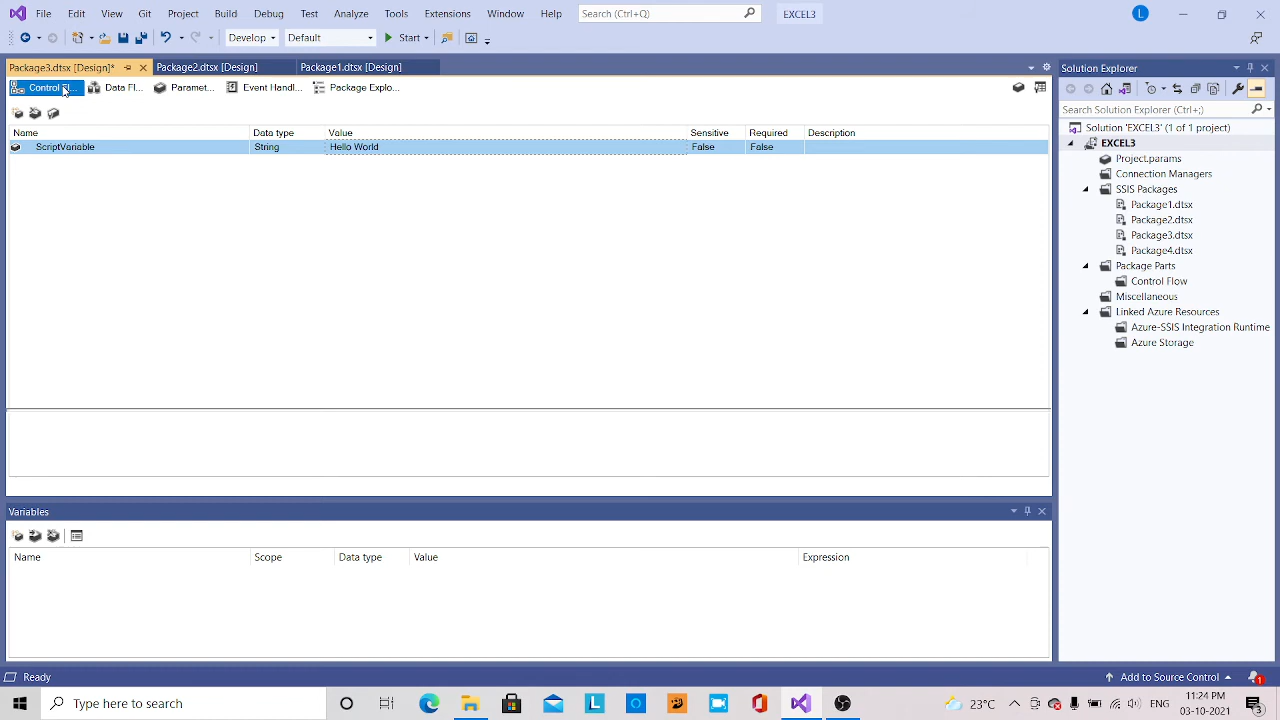 File Edit View Git Project Build Debug Test Analyze Tools Extensions Window Help Search (Ctrl+Q) EXCEL3 L
Develop Default Start
Package3.dtsx [Design]* Package2.dtsx [Design] Package1.dtsx [Design]
Control Fl... Data Fl... Paramet... Event Handl... Package Explo...
Name Data type Value Sensitive Required Description
ScriptVariable String Hello World False False
Variables
Name Scope Data type Value Expression
Solution Explorer
Search Solution Explorer (Ctrl+;)
Solution 'EXCEL3' (1 of 1 project)
EXCEL3
Project.params
Connection Managers
SSIS Packages
Package1.dtsx
Package2.dtsx
Package3.dtsx
Package4.dtsx
Package Parts
Control Flow
Miscellaneous
Linked Azure Resources
Azure-SSIS Integration Runtime
Azure Storage
Ready Add to Source Control 1
Type here to search L 23°C ENG 11:24 PM
03-10-2021 3